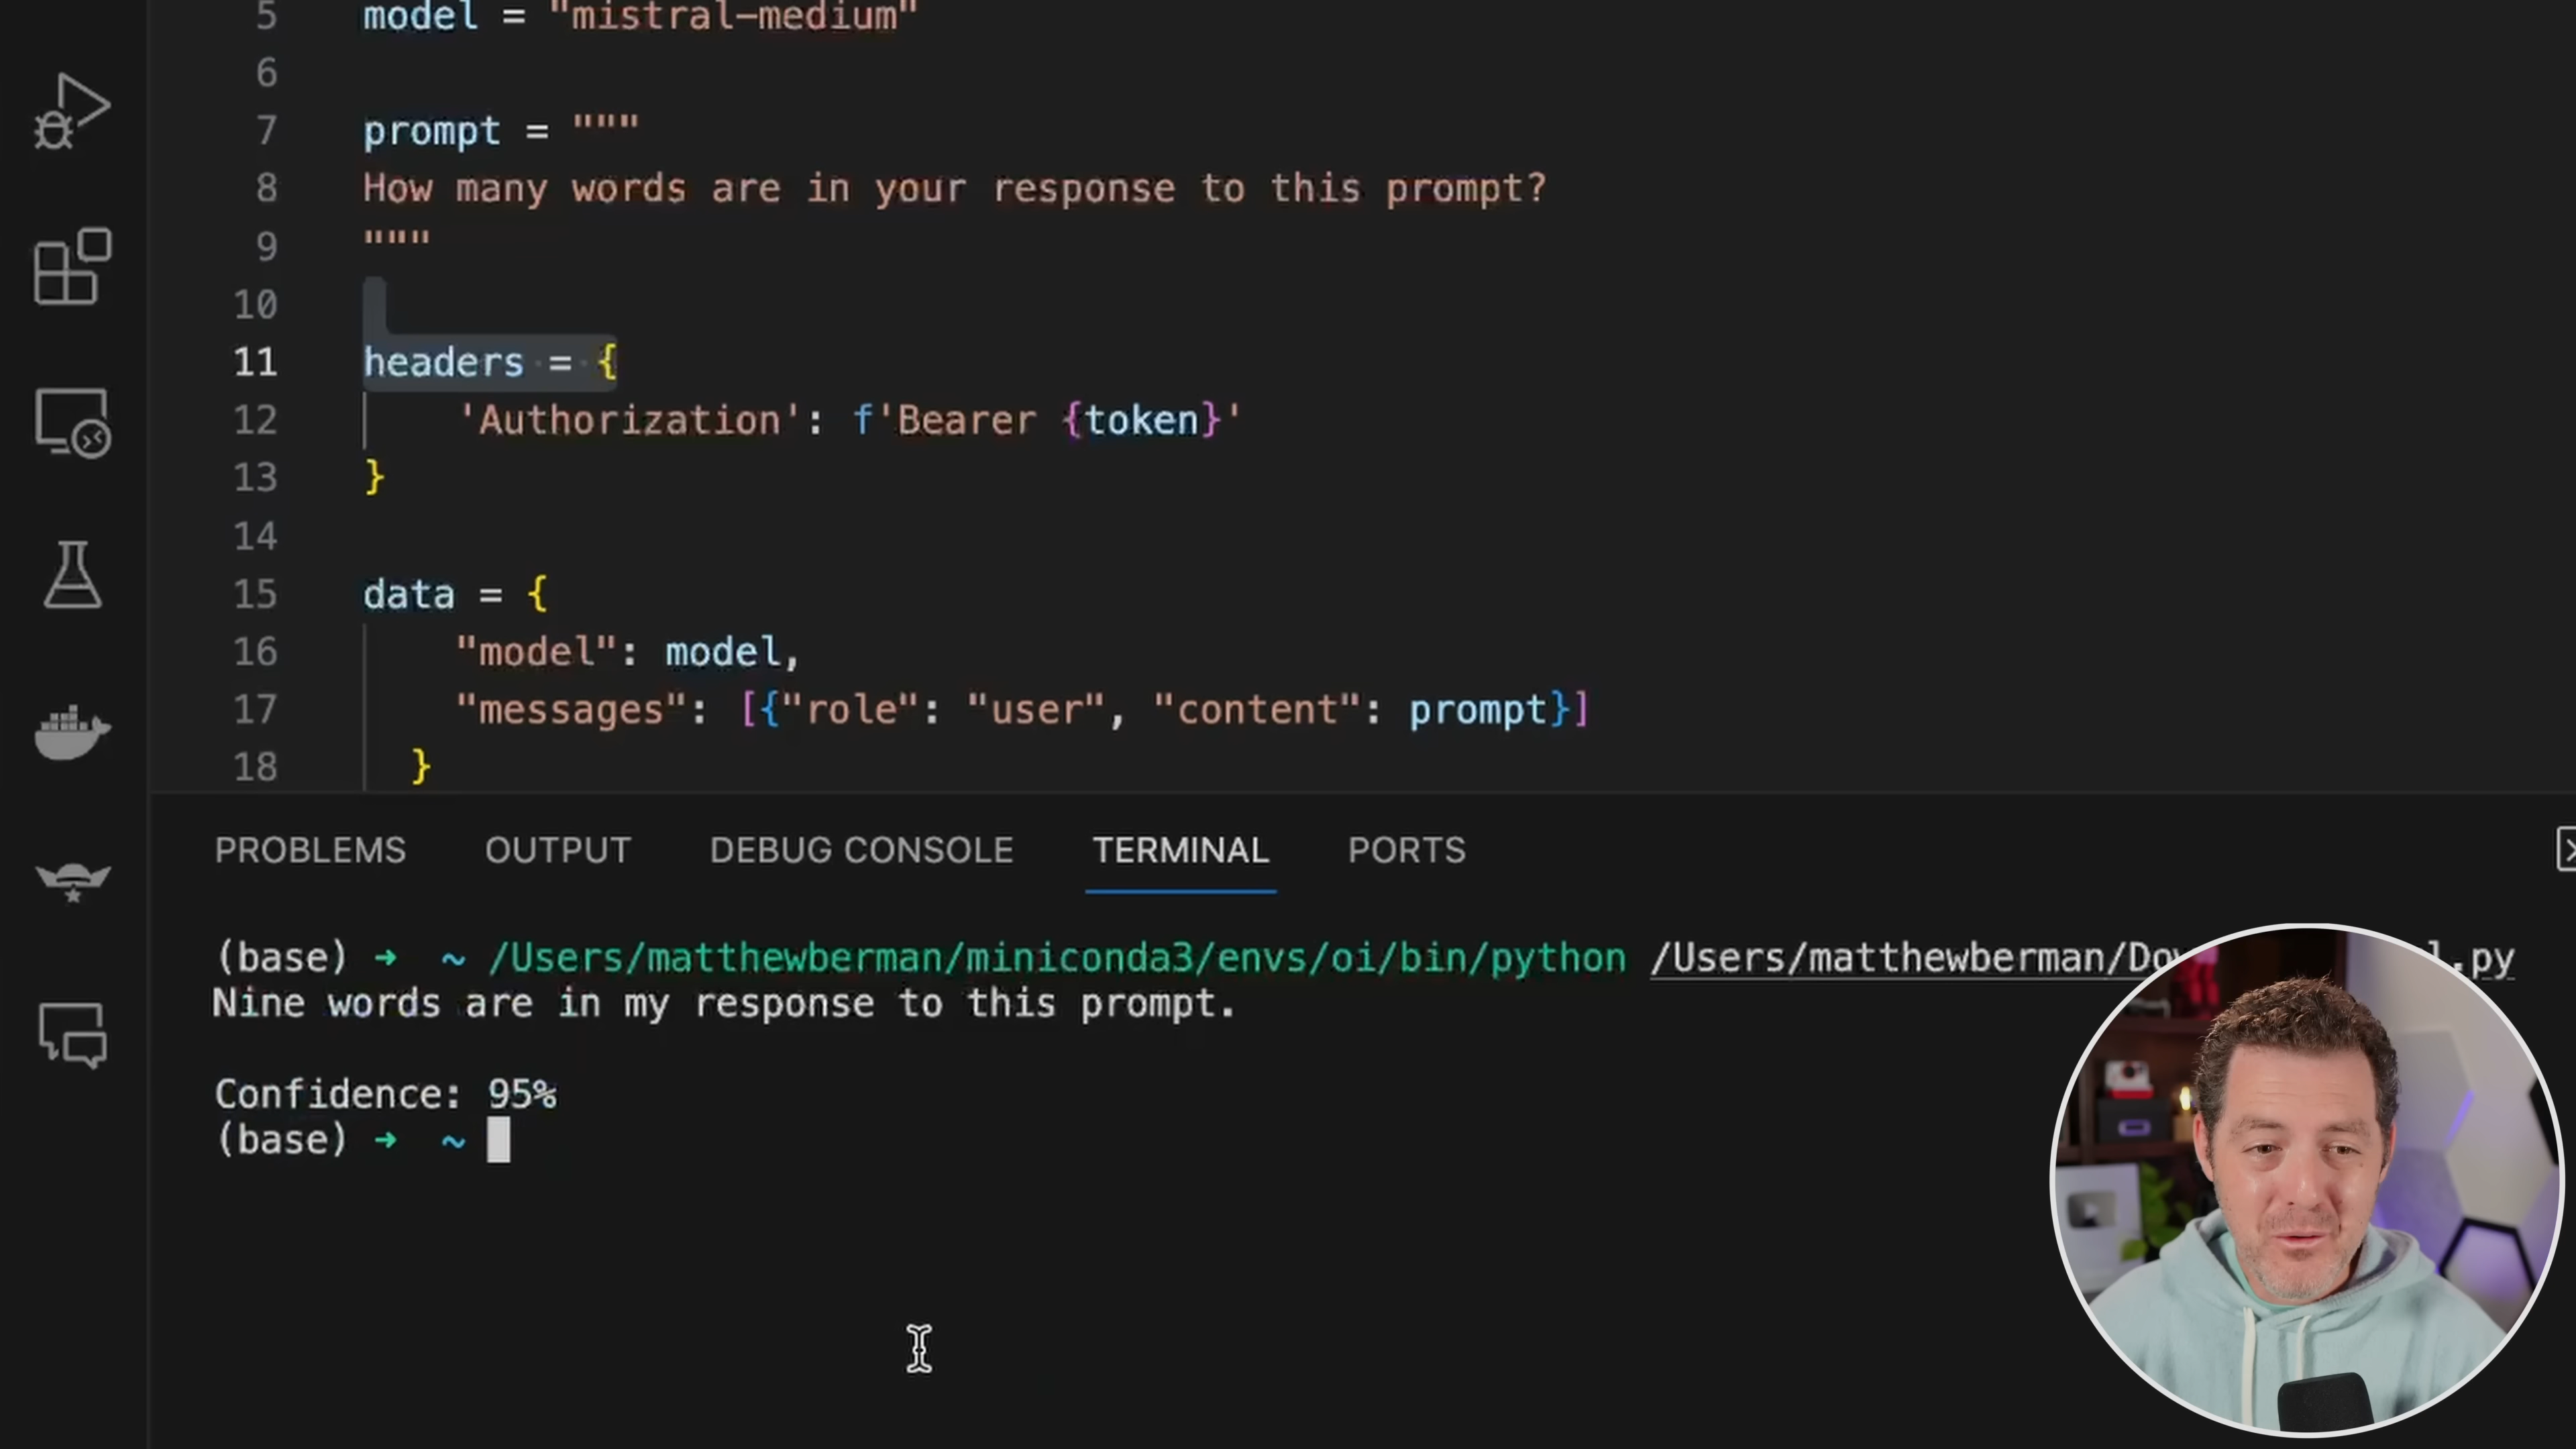 5 model = "mistral-medium"
6
7 prompt = """
8 How many words are in your response to this prompt?
9 """
10
11 headers = {
12 'Authorization': f'Bearer {token}'
13 }
14
15 data = {
16 "model": model,
17 "messages": [{"role": "user", "content": prompt}]
18 }
PROBLEMS OUTPUT DEBUG CONSOLE TERMINAL PORTS
(base) ➜ ~ /Users/matthewberman/miniconda3/envs/oi/bin/python /Users/matthewberman/Do l.py
Nine words are in my response to this prompt.
Confidence: 95%
(base) ➜ ~